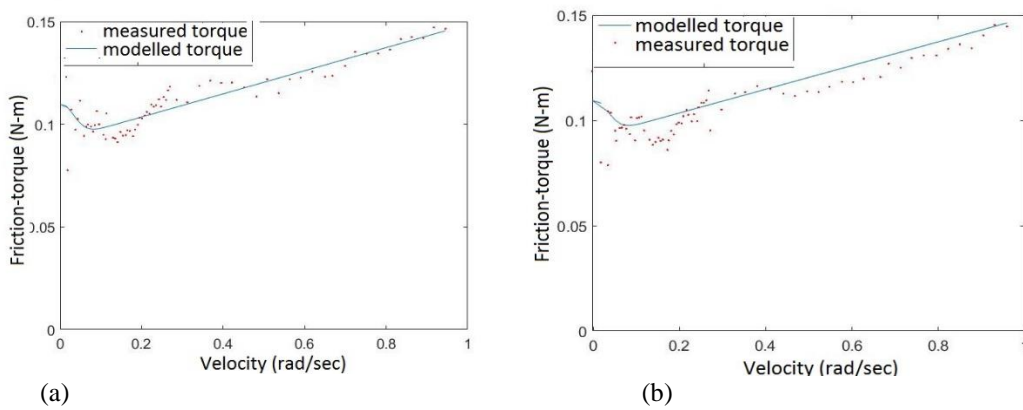 0.15
measured torque
modelled torque
0.1
0.05
0
Friction-torque (N-m)
0 0.2 0.4 0.6 0.8 1
Velocity (rad/sec)
(a)
0.15
modelled torque
measured torque
0.1
0.05
0
Friction-torque (N-m)
0 0.2 0.4 0.6 0.8 1
Velocity (rad/sec)
(b)